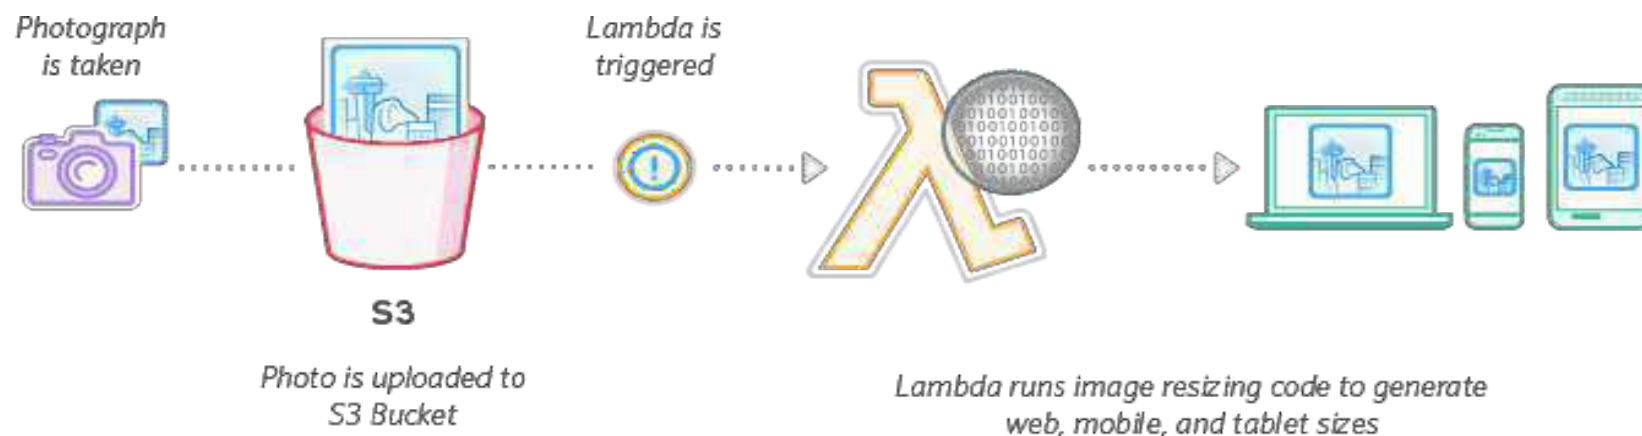 Photograph
is taken
Lambda is
triggered
S3
Photo is uploaded to
S3 Bucket
Lambda runs image resizing code to generate
web, mobile, and tablet sizes